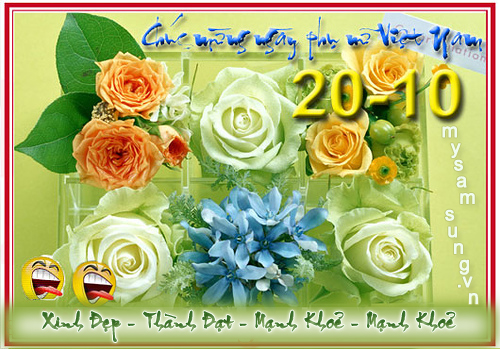 Chúc mừng ngày phụ nữ Việt Nam
20-10
mysamsung.vn
Xinh Đẹp - Thành Đạt - Mạnh Khoẻ - Mạnh Khoẻ